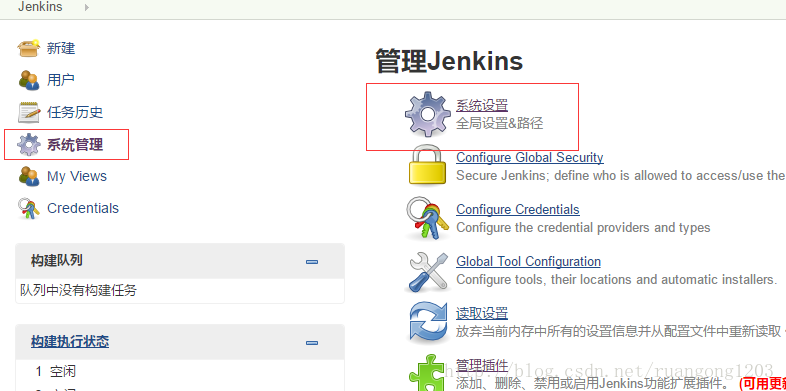 Jenkins
新建
用户
任务历史
系统管理
My Views
Credentials
构建队列
队列中没有构建任务
构建执行状态
1 空闲
管理Jenkins
系统设置
全局设置&路径
Configure Global Security
Secure Jenkins; define who is allowed to access/use the
Configure Credentials
Configure the credential providers and types
Global Tool Configuration
Configure tools, their locations and automatic installers.
读取设置
放弃当前内存中所有的设置信息并从配置文件中重新读取
管理插件
添加、删除、禁用或启用Jenkins功能扩展插件。 (可用更新
http://blog.csdn.net/ruangong1203